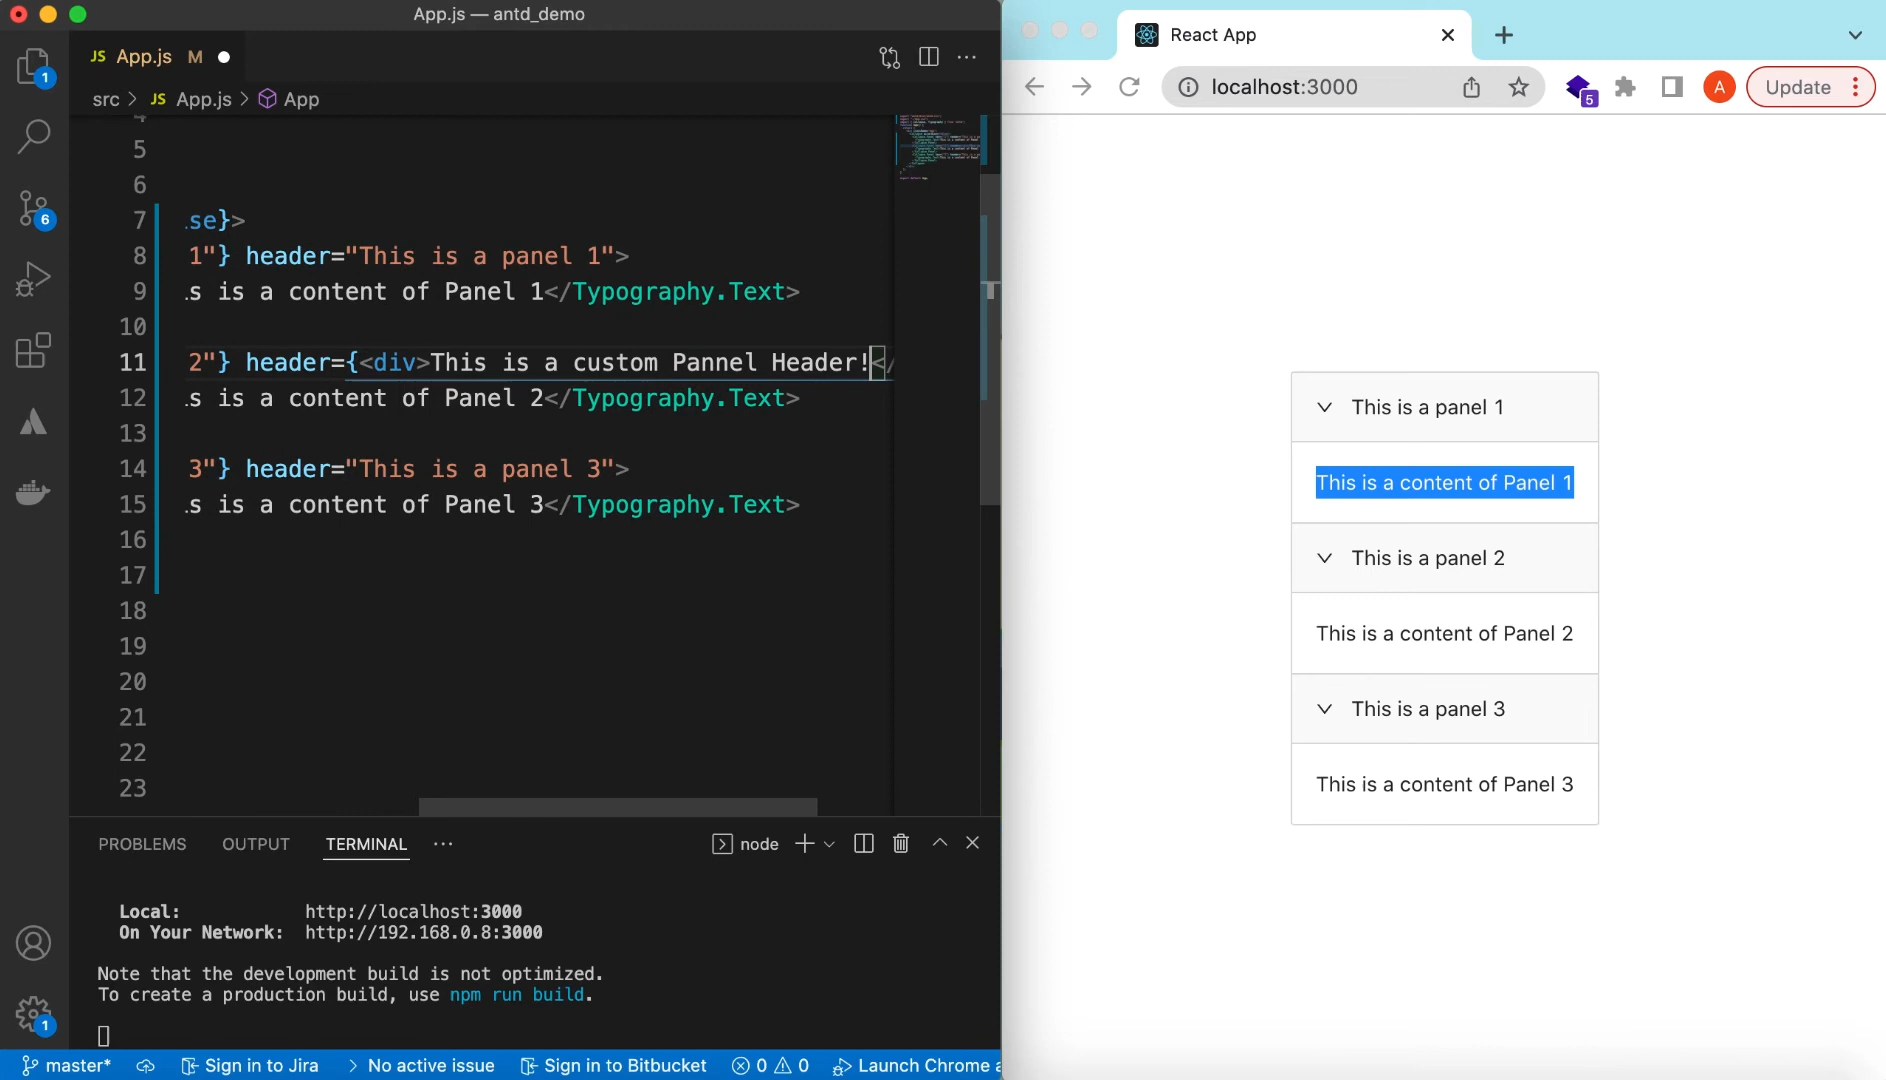 App.js — antd_demo
JS App.js M
src > JS App.js > App
4
5
6
7 .se}>
8 1"} header="This is a panel 1">
9 .s is a content of Panel 1</Typography.Text>
10
11 2"} header={<div>This is a custom Pannel Header!</
12 .s is a content of Panel 2</Typography.Text>
13
14 3"} header="This is a panel 3">
15 .s is a content of Panel 3</Typography.Text>
16
17
18
19
20
21
22
23
1
6
1
PROBLEMS OUTPUT TERMINAL ··· node
Local: http://localhost:3000
On Your Network: http://192.168.0.8:3000
Note that the development build is not optimized.
To create a production build, use npm run build.
master* Sign in to Jira > No active issue Sign in to Bitbucket 0 0 Launch Chrome a
React App
localhost:3000 5 A Update
This is a panel 1
This is a content of Panel 1
This is a panel 2
This is a content of Panel 2
This is a panel 3
This is a content of Panel 3